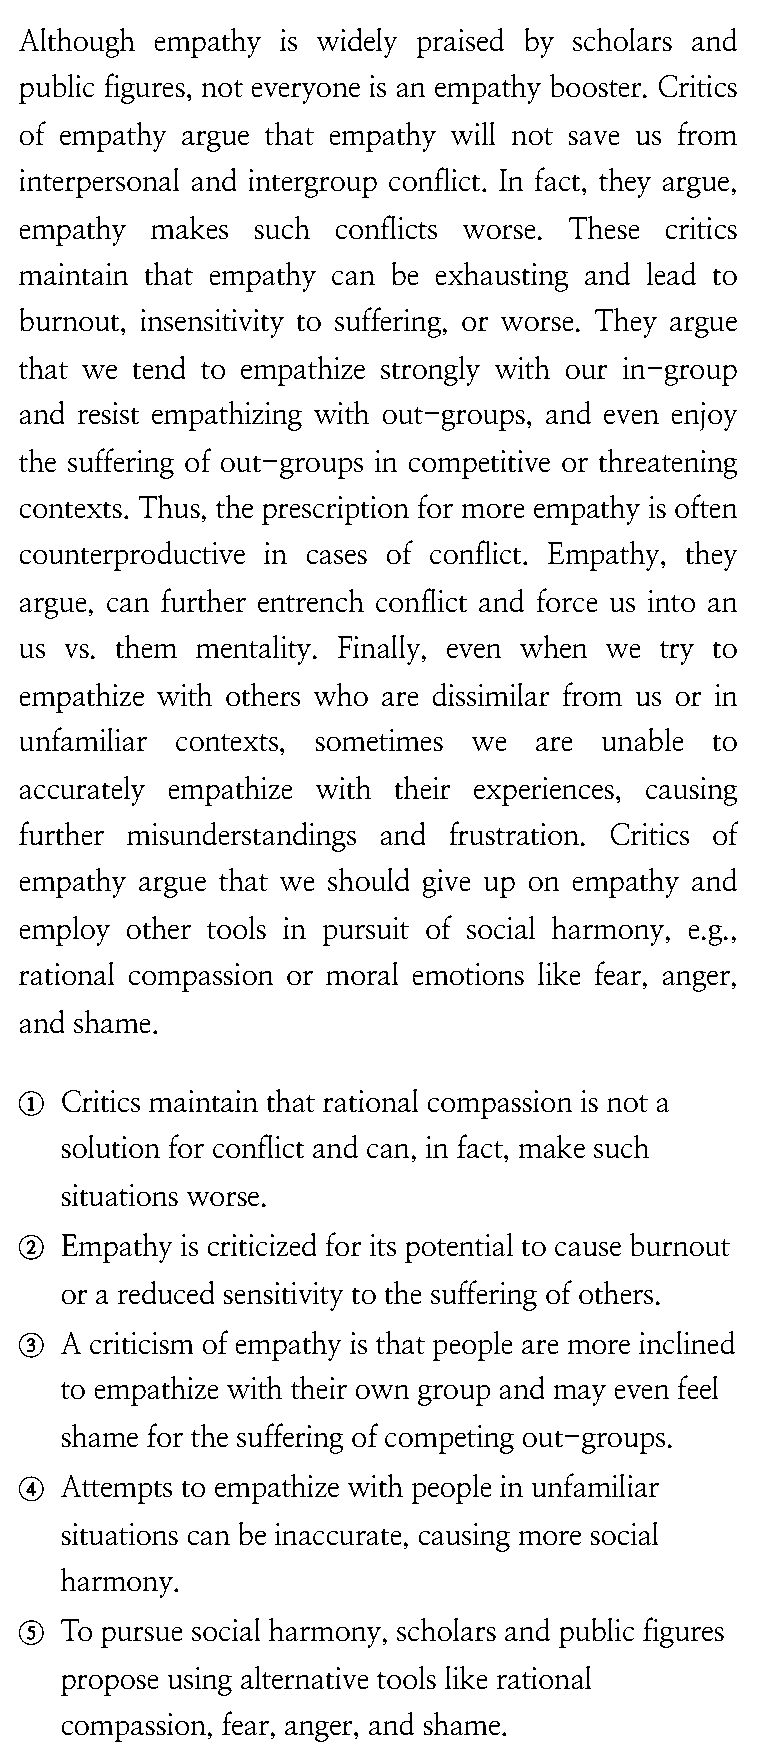 Although empathy is widely praised by scholars and
public figures, not everyone is an empathy booster. Critics
of empathy argue that empathy will not save us from
interpersonal and intergroup conflict. In fact, they argue,
empathy makes such conflicts worse. These critics
maintain that empathy can be exhausting and lead to
burnout, insensitivity to suffering, or worse. They argue
that we tend to empathize strongly with our in-group
and resist empathizing with out-groups, and even enjoy
the suffering of out-groups in competitive or threatening
contexts. Thus, the prescription for more empathy is often
counterproductive in cases of conflict. Empathy, they
argue, can further entrench conflict and force us into an
us vs. them mentality. Finally, even when we try to
empathize with others who are dissimilar from us or in
unfamiliar contexts, sometimes we are unable to
accurately empathize with their experiences, causing
further misunderstandings and frustration. Critics of
empathy argue that we should give up on empathy and
employ other tools in pursuit of social harmony, e.g.,
rational compassion or moral emotions like fear, anger,
and shame.
① Critics maintain that rational compassion is not a
solution for conflict and can, in fact, make such
situations worse.
② Empathy is criticized for its potential to cause burnout
or a reduced sensitivity to the suffering of others.
③ A criticism of empathy is that people are more inclined
to empathize with their own group and may even feel
shame for the suffering of competing out-groups.
④ Attempts to empathize with people in unfamiliar
situations can be inaccurate, causing more social
harmony.
⑤ To pursue social harmony, scholars and public figures
propose using alternative tools like rational
compassion, fear, anger, and shame.